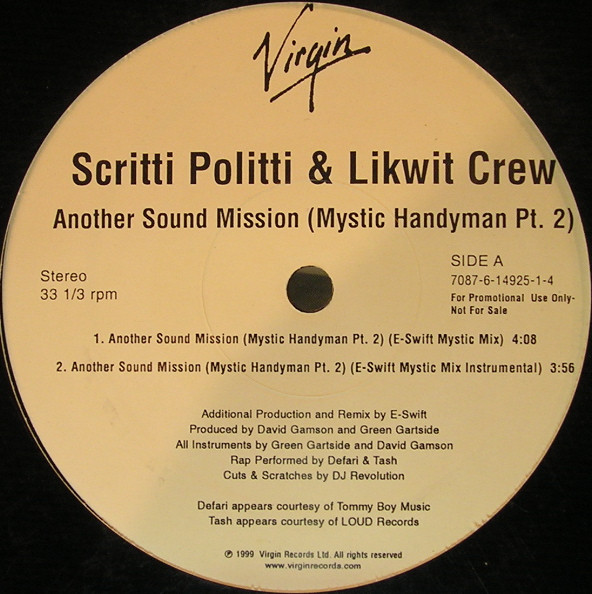 Virgin
Scritti Politti & Likwit Crew
Another Sound Mission (Mystic Handyman Pt. 2)
Stereo
33 1/3 rpm
SIDE A
7087-6-14925-1-4
For Promotional Use Only-
Not For Sale
1. Another Sound Mission (Mystic Handyman Pt. 2) (E-Swift Mystic Mix) 4:08
2. Another Sound Mission (Mystic Handyman Pt. 2) (E-Swift Mystic Mix Instrumental) 3:56
Additional Production and Remix by E-Swift
Produced by David Gamson and Green Gartside
All Instruments by Green Gartside and David Gamson
Rap Performed by Defari & Tash
Cuts & Scratches by DJ Revolution
Defari appears courtesy of Tommy Boy Music
Tash appears courtesy of LOUD Records
℗ 1999 Virgin Records Ltd. All rights reserved
www.virginrecords.com